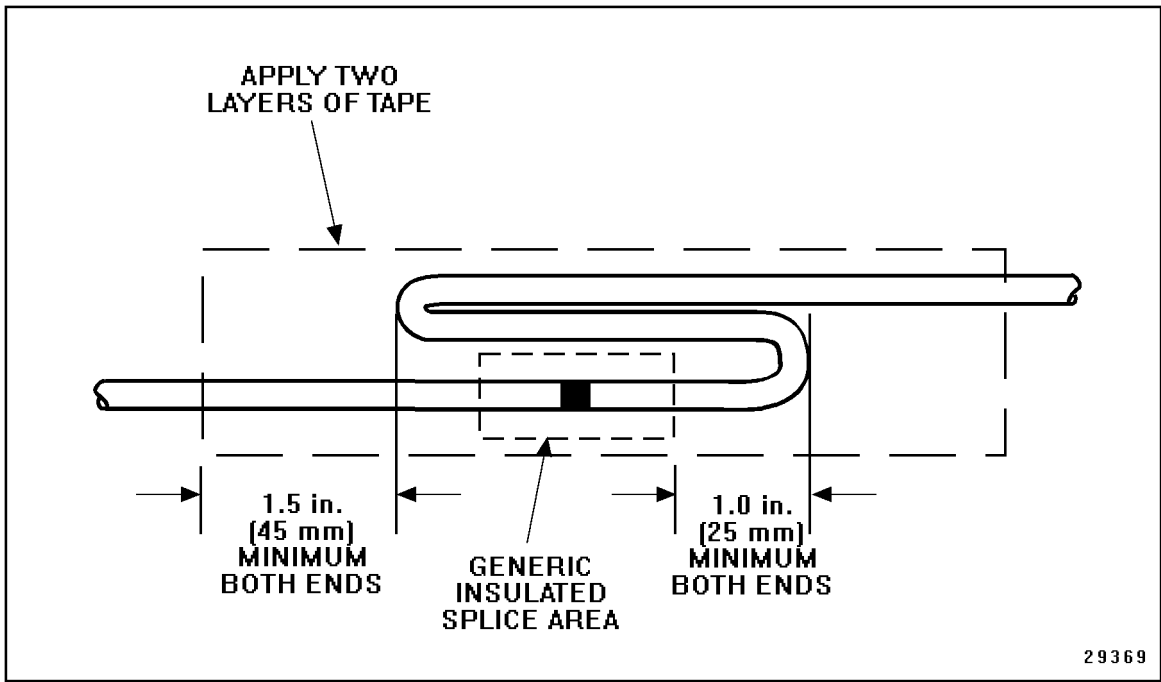 APPLY TWO
LAYERS OF TAPE
1.5 in.
(45 mm)
MINIMUM
BOTH ENDS
GENERIC
INSULATED
SPLICE AREA
1.0 in.
(25 mm)
MINIMUM
BOTH ENDS
29369